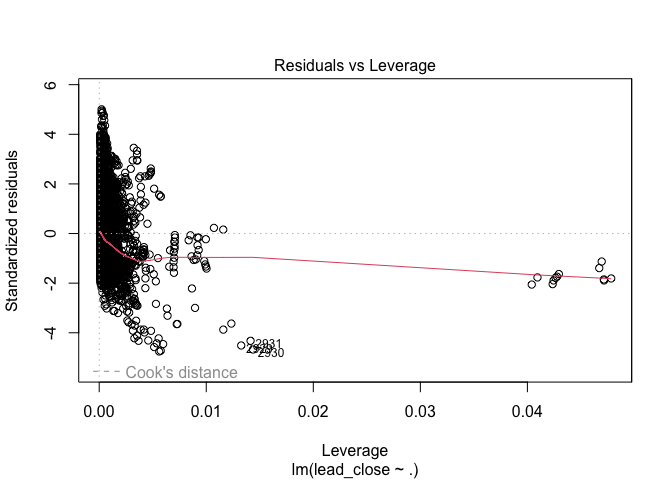 Residuals vs Leverage
Standardized residuals
6
4
2
0
-2
-4
2931
2930
Cook's distance
0.00
0.01
0.02
0.03
0.04
Leverage
lm(lead_close ~ .)